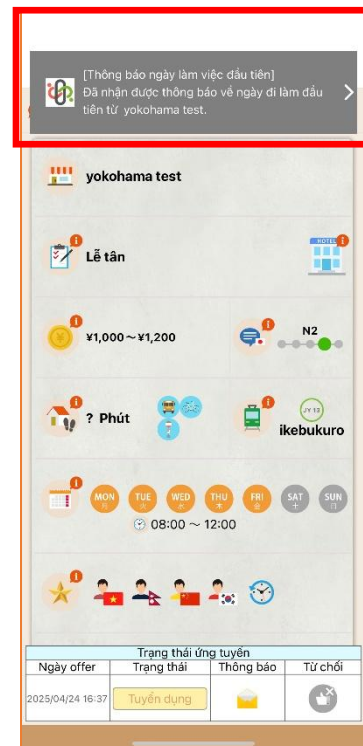 [Thông báo ngày làm việc đầu tiên]
Đã nhận được thông báo về ngày đi làm đầu
tiên từ yokohama test.
yokohama test
Lễ tân
HOTEL
¥1,000～¥1,200
N2
? Phút
JY 13
ikebukuro
MON 月
TUE 火
WED 水
THU 木
FRI 金
SAT 土
SUN 日
08:00 ～ 12:00
Trạng thái ứng tuyển
Ngày offer Trạng thái Thông báo Từ chối
2025/04/24 16:37 Tuyển dụng